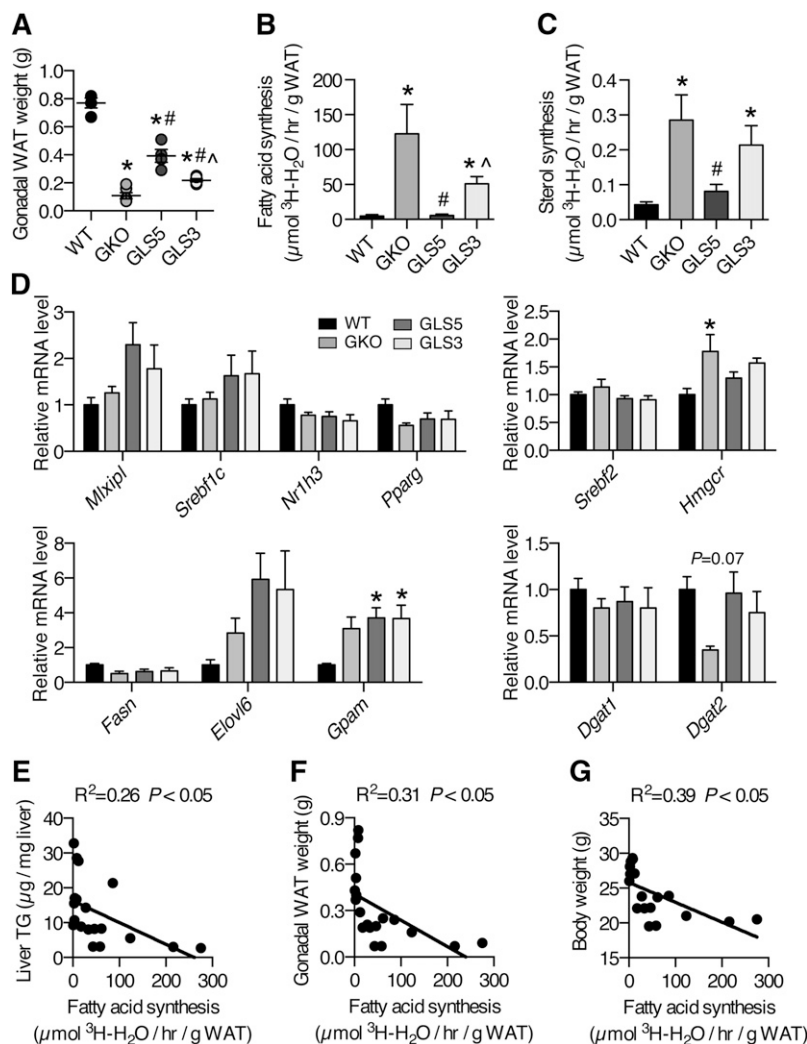 A
Gonadal WAT weight (g)
1.0
0.8
0.6
0.4
0.2
0
*
*#
*#^
WT
GKO
GLS5
GLS3
B
Fatty acid synthesis
(µmol ³H-H₂O / hr / g WAT)
200
150
100
50
0
*
#
*^
WT
GKO
GLS5
GLS3
C
Sterol synthesis
(µmol ³H-H₂O / hr / g WAT)
0.4
0.3
0.2
0.1
0.0
*
#
*
WT
GKO
GLS5
GLS3
D
Relative mRNA level
3
2
1
0
WT
GKO
GLS5
GLS3
Mlxipl
Srebf1c
Nr1h3
Pparg
Relative mRNA level
2.5
2.0
1.5
1.0
0.5
0
*
Srebf2
Hmgcr
Relative mRNA level
8
6
4
2
0
*
*
Fasn
Elovl6
Gpam
Relative mRNA level
1.5
1.0
0.5
0.0
P=0.07
Dgat1
Dgat2
E
R²=0.26 P < 0.05
Liver TG (µg / mg liver)
40
30
20
10
0
0
100
200
300
Fatty acid synthesis
(µmol ³H-H₂O / hr / g WAT)
F
R²=0.31 P < 0.05
Gonadal WAT weight (g)
0.9
0.6
0.3
0.0
0
100
200
300
Fatty acid synthesis
(µmol ³H-H₂O / hr / g WAT)
G
R²=0.39 P < 0.05
Body weight (g)
35
30
25
20
15
0
100
200
300
Fatty acid synthesis
(µmol ³H-H₂O / hr / g WAT)